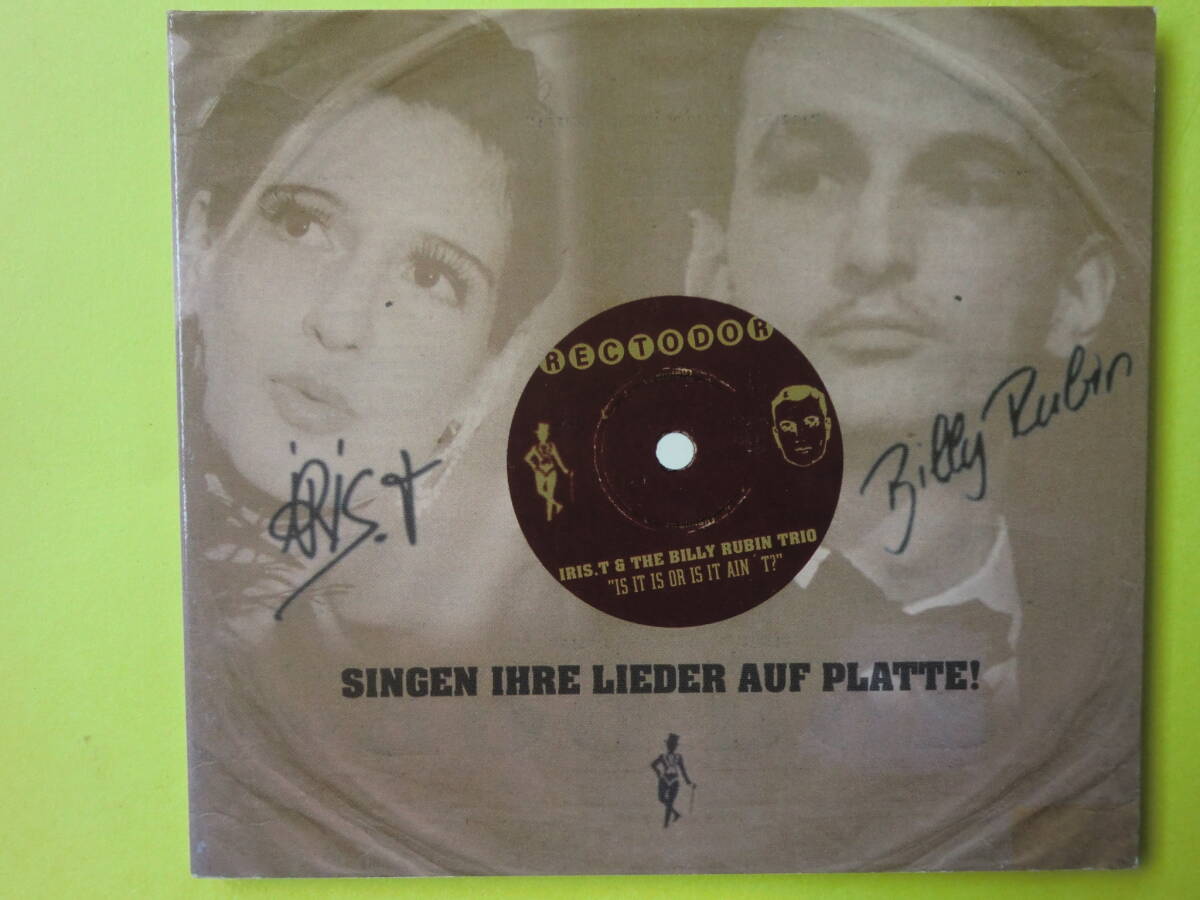 RECTODOR
iRis.T
Billy Rubin
IRIS.T & THE BILLY RUBIN TRIO
"IS IT IS OR IS IT AIN´T?"
SINGEN IHRE LIEDER AUF PLATTE!